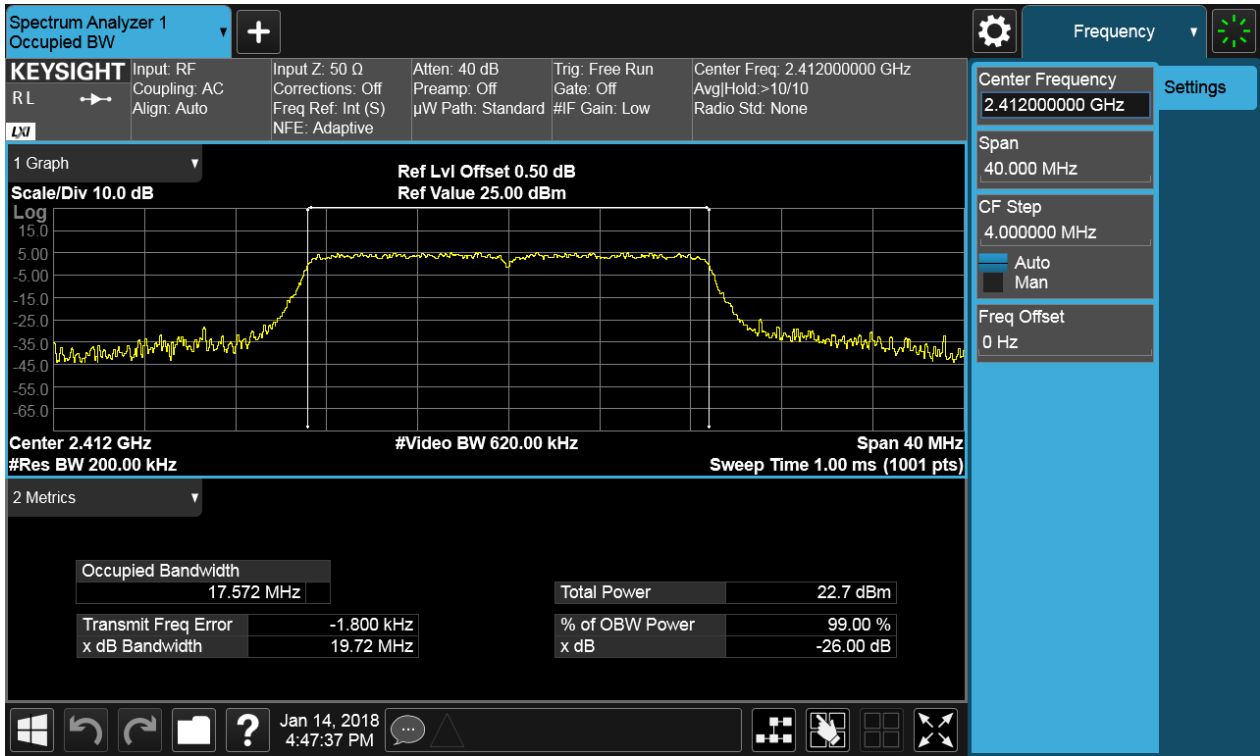 Spectrum Analyzer 1
Occupied BW
+
Frequency
KEYSIGHT
RL
LXI
Input: RF
Coupling: AC
Align: Auto
Input Z: 50 Ω
Corrections: Off
Freq Ref: Int (S)
NFE: Adaptive
Atten: 40 dB
Preamp: Off
µW Path: Standard
Trig: Free Run
Gate: Off
#IF Gain: Low
Center Freq: 2.412000000 GHz
Avg|Hold:>10/10
Radio Std: None
Center Frequency
2.412000000 GHz
Settings
Span
40.000 MHz
CF Step
4.000000 MHz
Auto
Man
Freq Offset
0 Hz
1 Graph
Scale/Div 10.0 dB
Ref Lvl Offset 0.50 dB
Ref Value 25.00 dBm
Log
15.0
5.00
-5.00
-15.0
-25.0
-35.0
-45.0
-55.0
-65.0
Center 2.412 GHz
#Video BW 620.00 kHz
Span 40 MHz
#Res BW 200.00 kHz
Sweep Time 1.00 ms (1001 pts)
2 Metrics
Occupied Bandwidth
17.572 MHz
Total Power 22.7 dBm
Transmit Freq Error -1.800 kHz
% of OBW Power 99.00 %
x dB Bandwidth 19.72 MHz
x dB -26.00 dB
?
Jan 14, 2018
4:47:37 PM